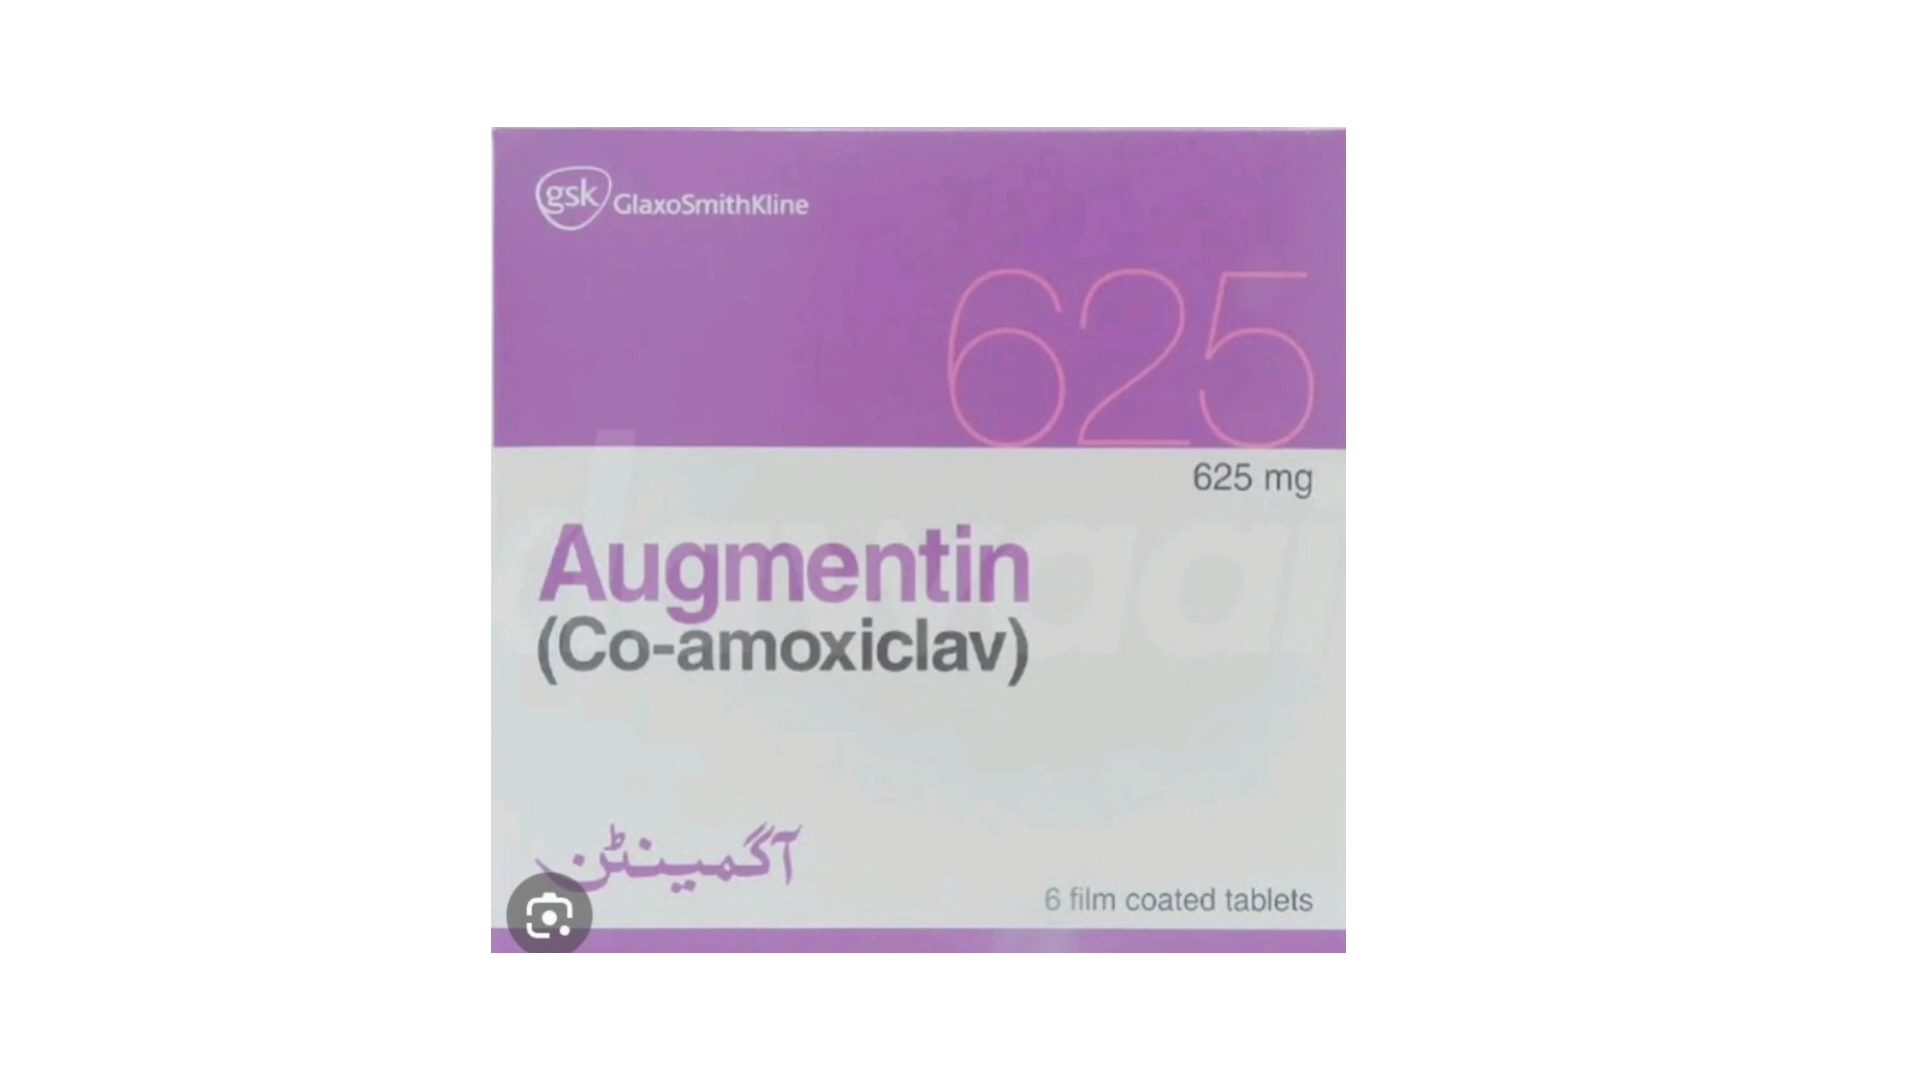 gsk GlaxoSmithKline
625
625 mg
Augmentin
(Co-amoxiclav)
آگمینٹن
6 film coated tablets